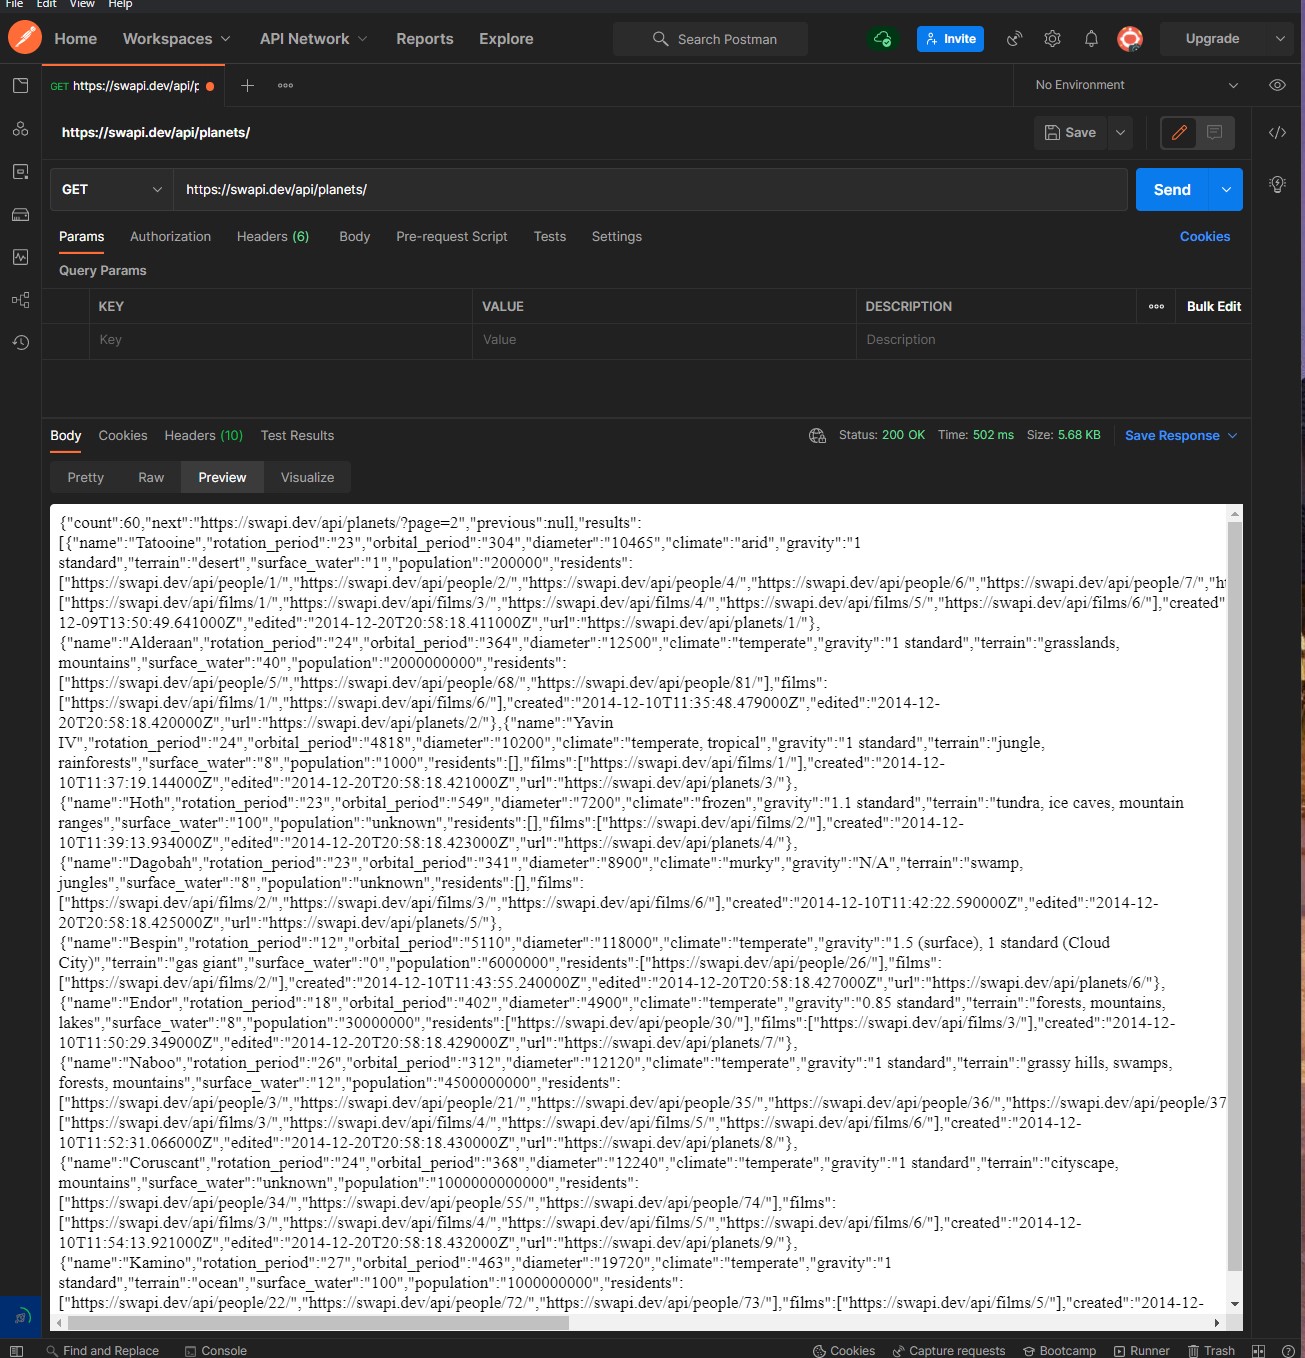 File Edit View Help
Home Workspaces API Network Reports Explore Search Postman Invite Upgrade
GET https://swapi.dev/api/p No Environment
https://swapi.dev/api/planets/ Save
GET https://swapi.dev/api/planets/ Send
Params Authorization Headers (6) Body Pre-request Script Tests Settings Cookies
Query Params
KEY VALUE DESCRIPTION Bulk Edit
Key Value Description
Body Cookies Headers (10) Test Results Status: 200 OK Time: 502 ms Size: 5.68 KB Save Response
Pretty Raw Preview Visualize
{"count":60,"next":"https://swapi.dev/api/planets/?page=2","previous":null,"results":
[{"name":"Tatooine","rotation_period":"23","orbital_period":"304","diameter":"10465","climate":"arid","gravity":"1
standard","terrain":"desert","surface_water":"1","population":"200000","residents":
["https://swapi.dev/api/people/1/","https://swapi.dev/api/people/2/","https://swapi.dev/api/people/4/","https://swapi.dev/api/people/6/","https://swapi.dev/api/people/7/","ht
["https://swapi.dev/api/films/1/","https://swapi.dev/api/films/3/","https://swapi.dev/api/films/4/","https://swapi.dev/api/films/5/","https://swapi.dev/api/films/6/"],"created"
12-09T13:50:49.641000Z","edited":"2014-12-20T20:58:18.411000Z","url":"https://swapi.dev/api/planets/1/"},
{"name":"Alderaan","rotation_period":"24","orbital_period":"364","diameter":"12500","climate":"temperate","gravity":"1 standard","terrain":"grasslands,
mountains","surface_water":"40","population":"2000000000","residents":
["https://swapi.dev/api/people/5/","https://swapi.dev/api/people/68/","https://swapi.dev/api/people/81/"],"films":
["https://swapi.dev/api/films/1/","https://swapi.dev/api/films/6/"],"created":"2014-12-10T11:35:48.479000Z","edited":"2014-12-
20T20:58:18.420000Z","url":"https://swapi.dev/api/planets/2/"},{"name":"Yavin
IV","rotation_period":"24","orbital_period":"4818","diameter":"10200","climate":"temperate, tropical","gravity":"1 standard","terrain":"jungle,
rainforests","surface_water":"8","population":"1000","residents":[],"films":["https://swapi.dev/api/films/1/"],"created":"2014-12-
10T11:37:19.144000Z","edited":"2014-12-20T20:58:18.421000Z","url":"https://swapi.dev/api/planets/3/"},
{"name":"Hoth","rotation_period":"23","orbital_period":"549","diameter":"7200","climate":"frozen","gravity":"1.1 standard","terrain":"tundra, ice caves, mountain
ranges","surface_water":"100","population":"unknown","residents":[],"films":["https://swapi.dev/api/films/2/"],"created":"2014-12-
10T11:39:13.934000Z","edited":"2014-12-20T20:58:18.423000Z","url":"https://swapi.dev/api/planets/4/"},
{"name":"Dagobah","rotation_period":"23","orbital_period":"341","diameter":"8900","climate":"murky","gravity":"N/A","terrain":"swamp,
jungles","surface_water":"8","population":"unknown","residents":[],"films":
["https://swapi.dev/api/films/2/","https://swapi.dev/api/films/3/","https://swapi.dev/api/films/6/"],"created":"2014-12-10T11:42:22.590000Z","edited":"2014-12-
20T20:58:18.425000Z","url":"https://swapi.dev/api/planets/5/"},
{"name":"Bespin","rotation_period":"12","orbital_period":"5110","diameter":"118000","climate":"temperate","gravity":"1.5 (surface), 1 standard (Cloud
City)","terrain":"gas giant","surface_water":"0","population":"6000000","residents":["https://swapi.dev/api/people/26/"],"films":
["https://swapi.dev/api/films/2/"],"created":"2014-12-10T11:43:55.240000Z","edited":"2014-12-20T20:58:18.427000Z","url":"https://swapi.dev/api/planets/6/"},
{"name":"Endor","rotation_period":"18","orbital_period":"402","diameter":"4900","climate":"temperate","gravity":"0.85 standard","terrain":"forests, mountains,
lakes","surface_water":"8","population":"30000000","residents":["https://swapi.dev/api/people/30/"],"films":["https://swapi.dev/api/films/3/"],"created":"2014-12-
10T11:50:29.349000Z","edited":"2014-12-20T20:58:18.429000Z","url":"https://swapi.dev/api/planets/7/"},
{"name":"Naboo","rotation_period":"26","orbital_period":"312","diameter":"12120","climate":"temperate","gravity":"1 standard","terrain":"grassy hills, swamps,
forests, mountains","surface_water":"12","population":"4500000000","residents":
["https://swapi.dev/api/people/3/","https://swapi.dev/api/people/21/","https://swapi.dev/api/people/35/","https://swapi.dev/api/people/36/","https://swapi.dev/api/people/37
["https://swapi.dev/api/films/3/","https://swapi.dev/api/films/4/","https://swapi.dev/api/films/5/","https://swapi.dev/api/films/6/"],"created":"2014-12-
10T11:52:31.066000Z","edited":"2014-12-20T20:58:18.430000Z","url":"https://swapi.dev/api/planets/8/"},
{"name":"Coruscant","rotation_period":"24","orbital_period":"368","diameter":"12240","climate":"temperate","gravity":"1 standard","terrain":"cityscape,
mountains","surface_water":"unknown","population":"1000000000000","residents":
["https://swapi.dev/api/people/34/","https://swapi.dev/api/people/55/","https://swapi.dev/api/people/74/"],"films":
["https://swapi.dev/api/films/3/","https://swapi.dev/api/films/4/","https://swapi.dev/api/films/5/","https://swapi.dev/api/films/6/"],"created":"2014-12-
10T11:54:13.921000Z","edited":"2014-12-20T20:58:18.432000Z","url":"https://swapi.dev/api/planets/9/"},
{"name":"Kamino","rotation_period":"27","orbital_period":"463","diameter":"19720","climate":"temperate","gravity":"1
standard","terrain":"ocean","surface_water":"100","population":"1000000000","residents":
["https://swapi.dev/api/people/22/","https://swapi.dev/api/people/72/","https://swapi.dev/api/people/73/"],"films":["https://swapi.dev/api/films/5/"],"created":"2014-12-
Find and Replace Console Cookies Capture requests Bootcamp Runner Trash